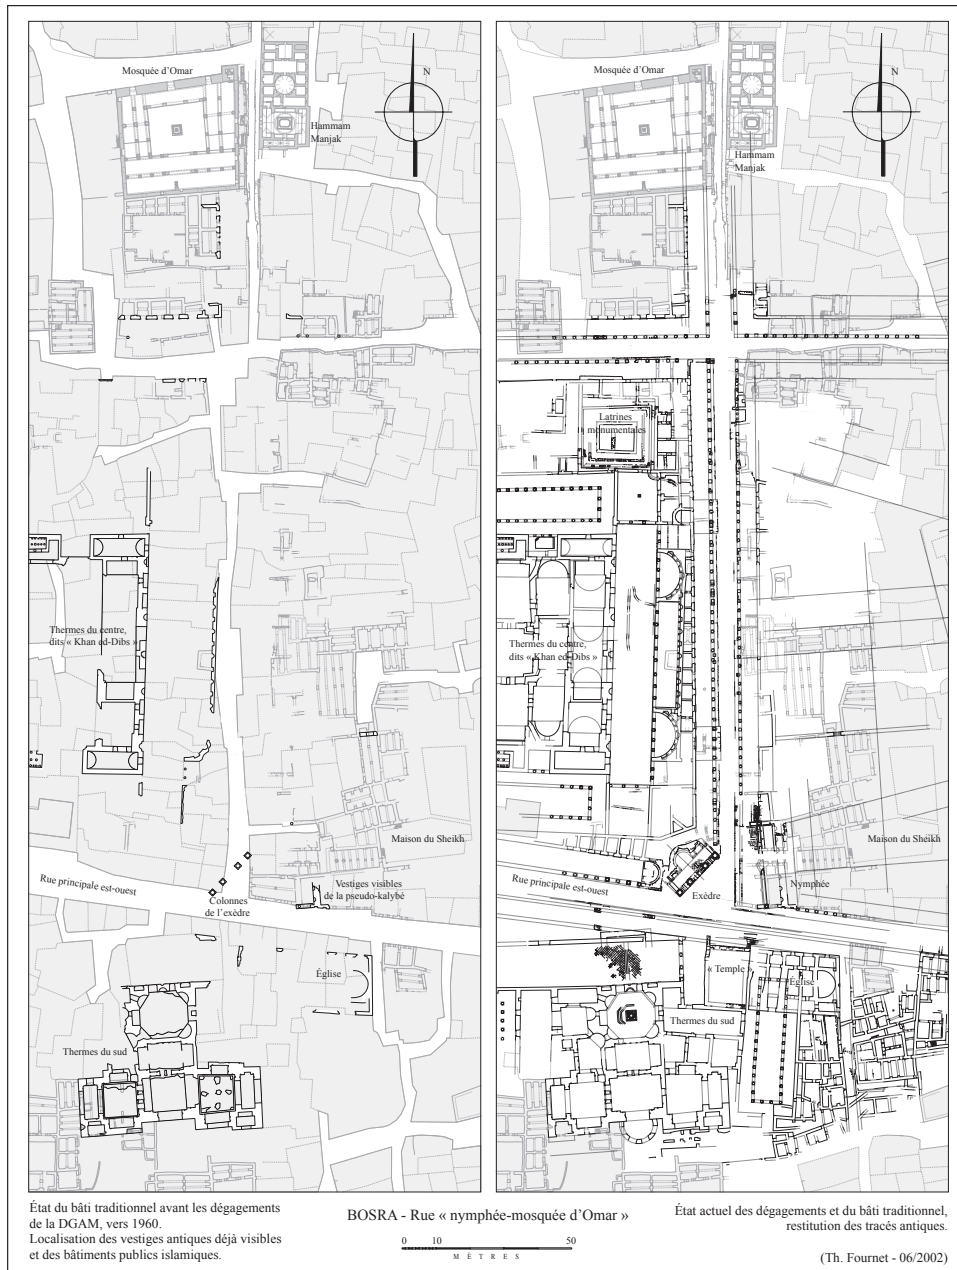 Mosquée d'Omar
N
Hammam
Manjak
Thermes du centre,
dits « Khan ed-Dibs »
Maison du Sheikh
Rue principale est-ouest
Colonnes
de l'exèdre
Vestiges visibles
de la pseudo-kalybé
Église
Thermes du sud
Mosquée d'Omar
N
Hammam
Manjak
Latrines
monumentales
Thermes du centre,
dits « Khan ed-Dibs »
Maison du Sheikh
Rue principale est-ouest
Exèdre
Nymphée
« Temple »
Église
Thermes du sud
État du bâti traditionnel avant les dégagements
de la DGAM, vers 1960.
Localisation des vestiges antiques déjà visibles
et des bâtiments publics islamiques.
BOSRA - Rue « nymphée-mosquée d'Omar »
0 10 50
MÈTRES
État actuel des dégagements et du bâti traditionnel,
restitution des tracés antiques.
(Th. Fournet - 06/2002)